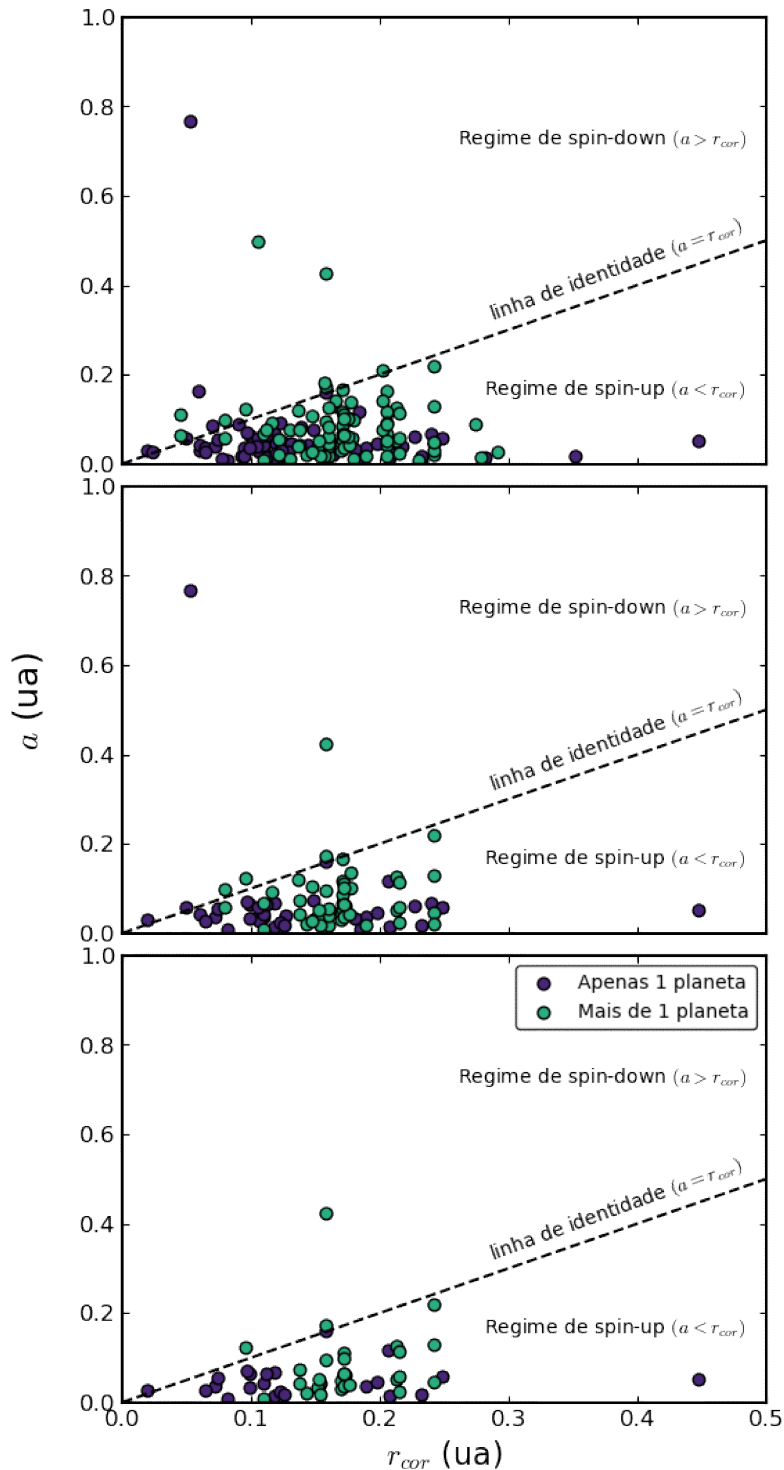 1.0
0.8
Regime de spin-down (a > r_cor)
0.6
linha de identidade (a = r_cor)
0.4
0.2
Regime de spin-up (a < r_cor)
0.0
1.0
0.8
Regime de spin-down (a > r_cor)
a (ua)
0.6
linha de identidade (a = r_cor)
0.4
0.2
Regime de spin-up (a < r_cor)
0.0
1.0
Apenas 1 planeta
Mais de 1 planeta
0.8
Regime de spin-down (a > r_cor)
0.6
linha de identidade (a = r_cor)
0.4
0.2
Regime de spin-up (a < r_cor)
0.0
0.0 0.1 0.2 0.3 0.4 0.5
r_cor (ua)